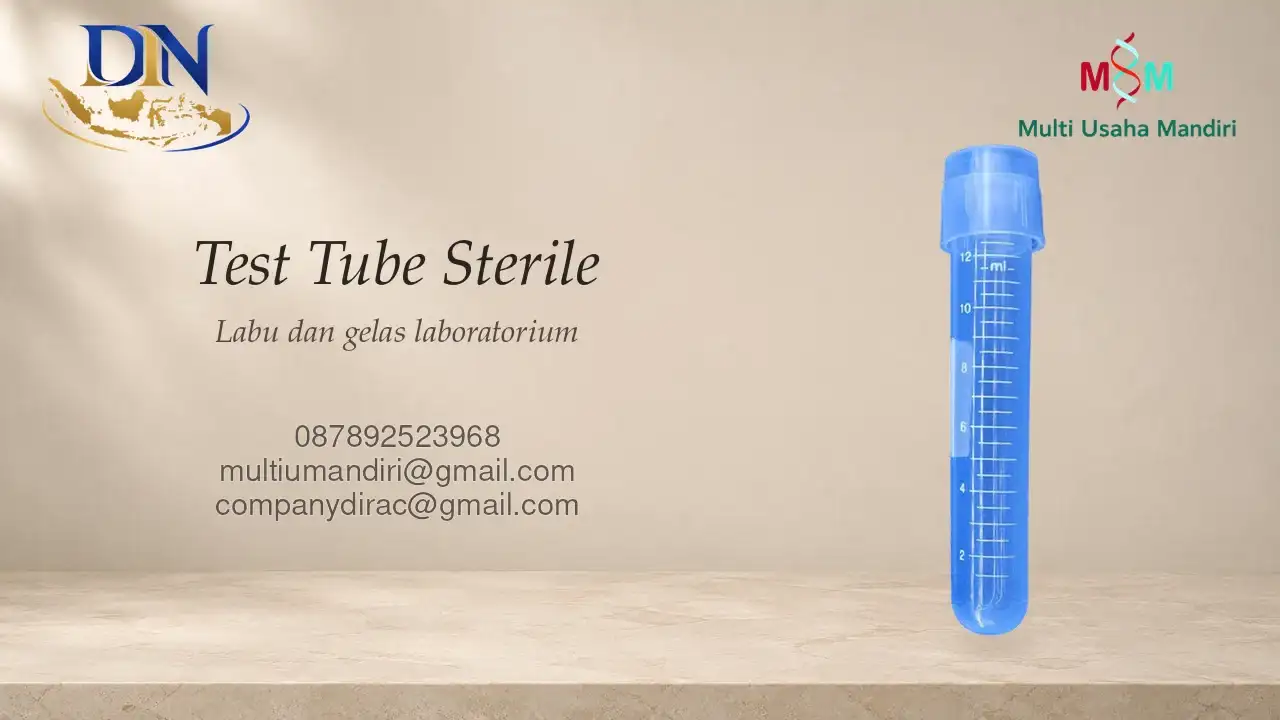 DN
M M
Multi Usaha Mandiri
Test Tube Sterile
Labu dan gelas laboratorium
087892523968
multiumandiri@gmail.com
companydirac@gmail.com
12
ml
10
8
6
4
2